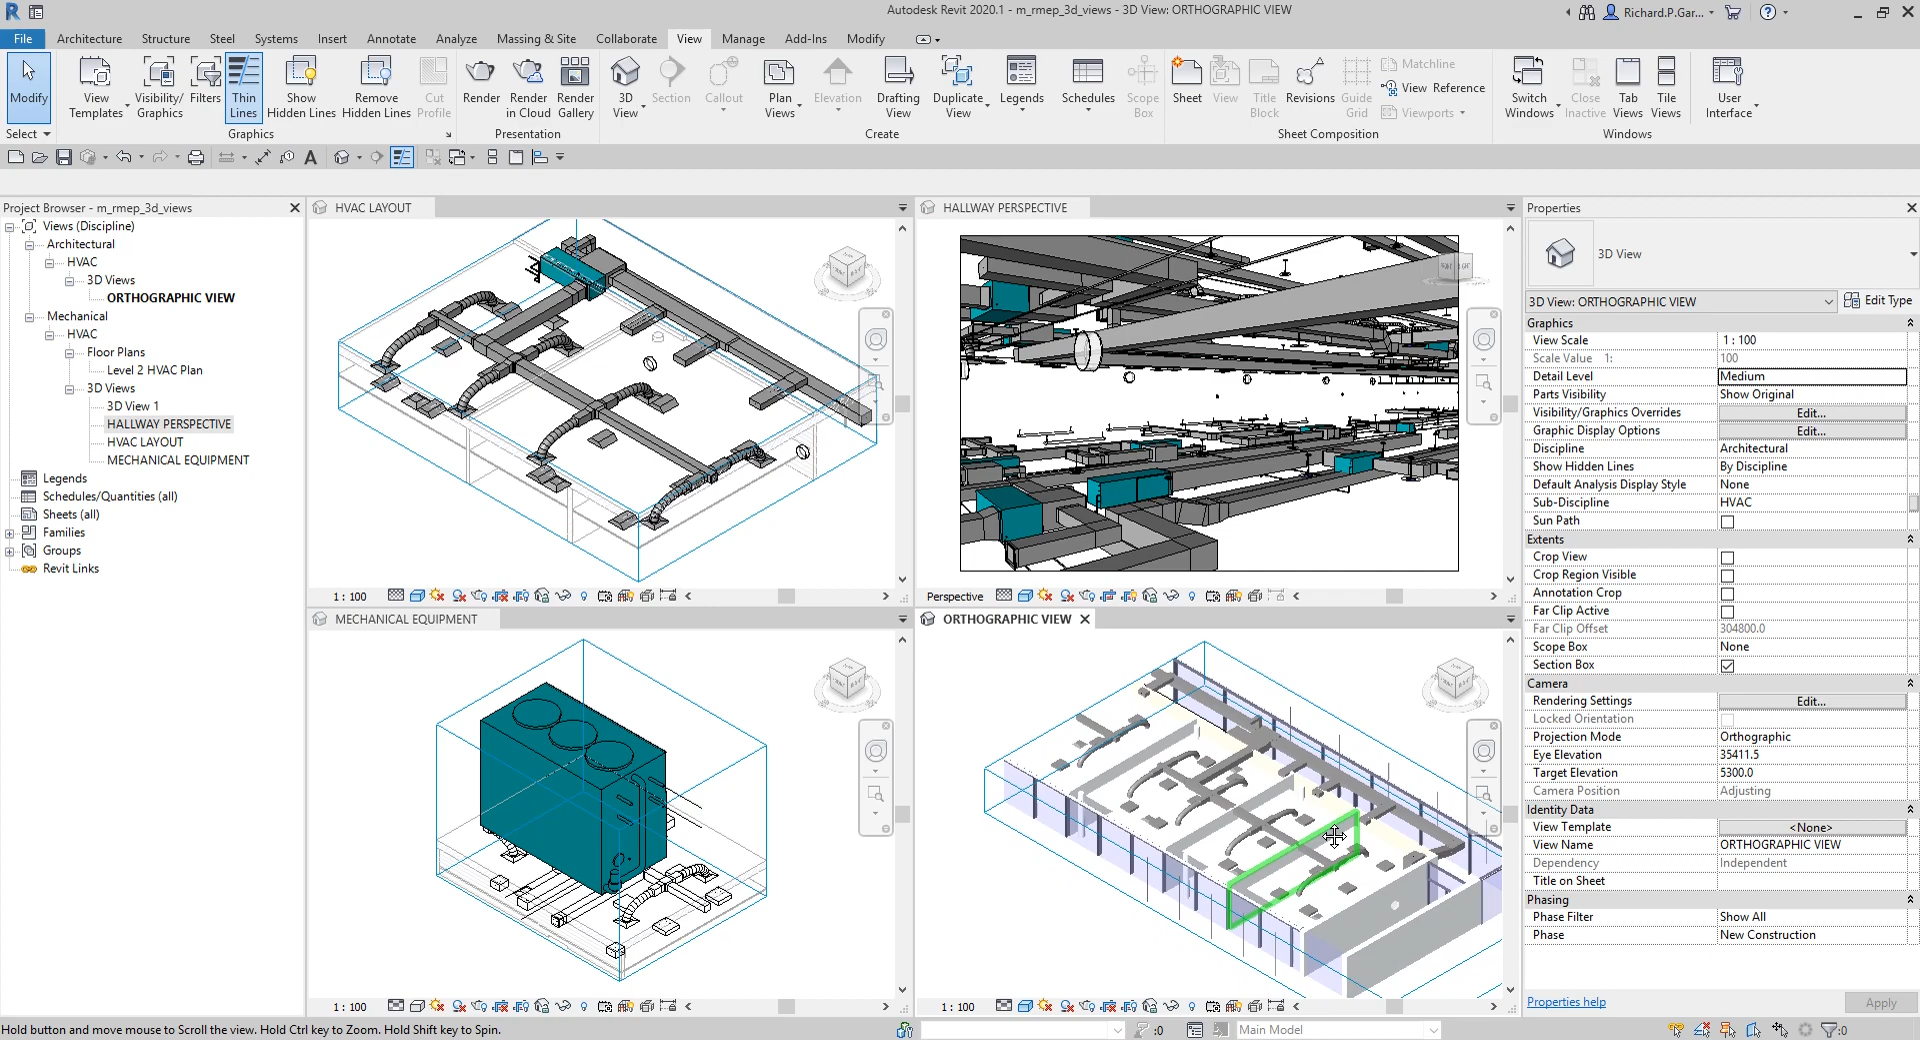 Autodesk Revit 2020.1 - m_rmep_3d_views - 3D View: ORTHOGRAPHIC VIEW
Richard.P.Gar...
File Architecture Structure Steel Systems Insert Annotate Analyze Massing & Site Collaborate View Manage Add-Ins Modify
Modify
View Templates
Visibility/ Graphics
Filters
Thin Lines
Show Hidden Lines
Remove Hidden Lines
Cut Profile
Render
Render in Cloud
Render Gallery
3D View
Section
Callout
Plan Views
Elevation
Drafting View
Duplicate View
Legends
Schedules
Scope Box
Sheet
View
Title Block
Revisions
Guide Grid
Matchline
View Reference
Viewports
Switch Windows
Close Inactive
Tab Views
Tile Views
User Interface
Select Graphics Presentation Create Sheet Composition Windows
Project Browser - m_rmep_3d_views
Views (Discipline)
Architectural
HVAC
3D Views
ORTHOGRAPHIC VIEW
Mechanical
HVAC
Floor Plans
Level 2 HVAC Plan
3D Views
3D View 1
HALLWAY PERSPECTIVE
HVAC LAYOUT
MECHANICAL EQUIPMENT
Legends
Schedules/Quantities (all)
Sheets (all)
Families
Groups
Revit Links
HVAC LAYOUT
1 : 100
HALLWAY PERSPECTIVE
Perspective
MECHANICAL EQUIPMENT
1 : 100
ORTHOGRAPHIC VIEW
1 : 100
Properties
3D View
3D View: ORTHOGRAPHIC VIEW Edit Type
Graphics
View Scale 1 : 100
Scale Value 1: 100
Detail Level Medium
Parts Visibility Show Original
Visibility/Graphics Overrides Edit...
Graphic Display Options Edit...
Discipline Architectural
Show Hidden Lines By Discipline
Default Analysis Display Style None
Sub-Discipline HVAC
Sun Path
Extents
Crop View
Crop Region Visible
Annotation Crop
Far Clip Active
Far Clip Offset 304800.0
Scope Box None
Section Box
Camera
Rendering Settings Edit...
Locked Orientation
Projection Mode Orthographic
Eye Elevation 35411.5
Target Elevation 5300.0
Camera Position Adjusting
Identity Data
View Template <None>
View Name ORTHOGRAPHIC VIEW
Dependency Independent
Title on Sheet
Phasing
Phase Filter Show All
Phase New Construction
Properties help Apply
Hold button and move mouse to Scroll the view. Hold Ctrl key to Zoom. Hold Shift key to Spin.
:0
Main Model
:0